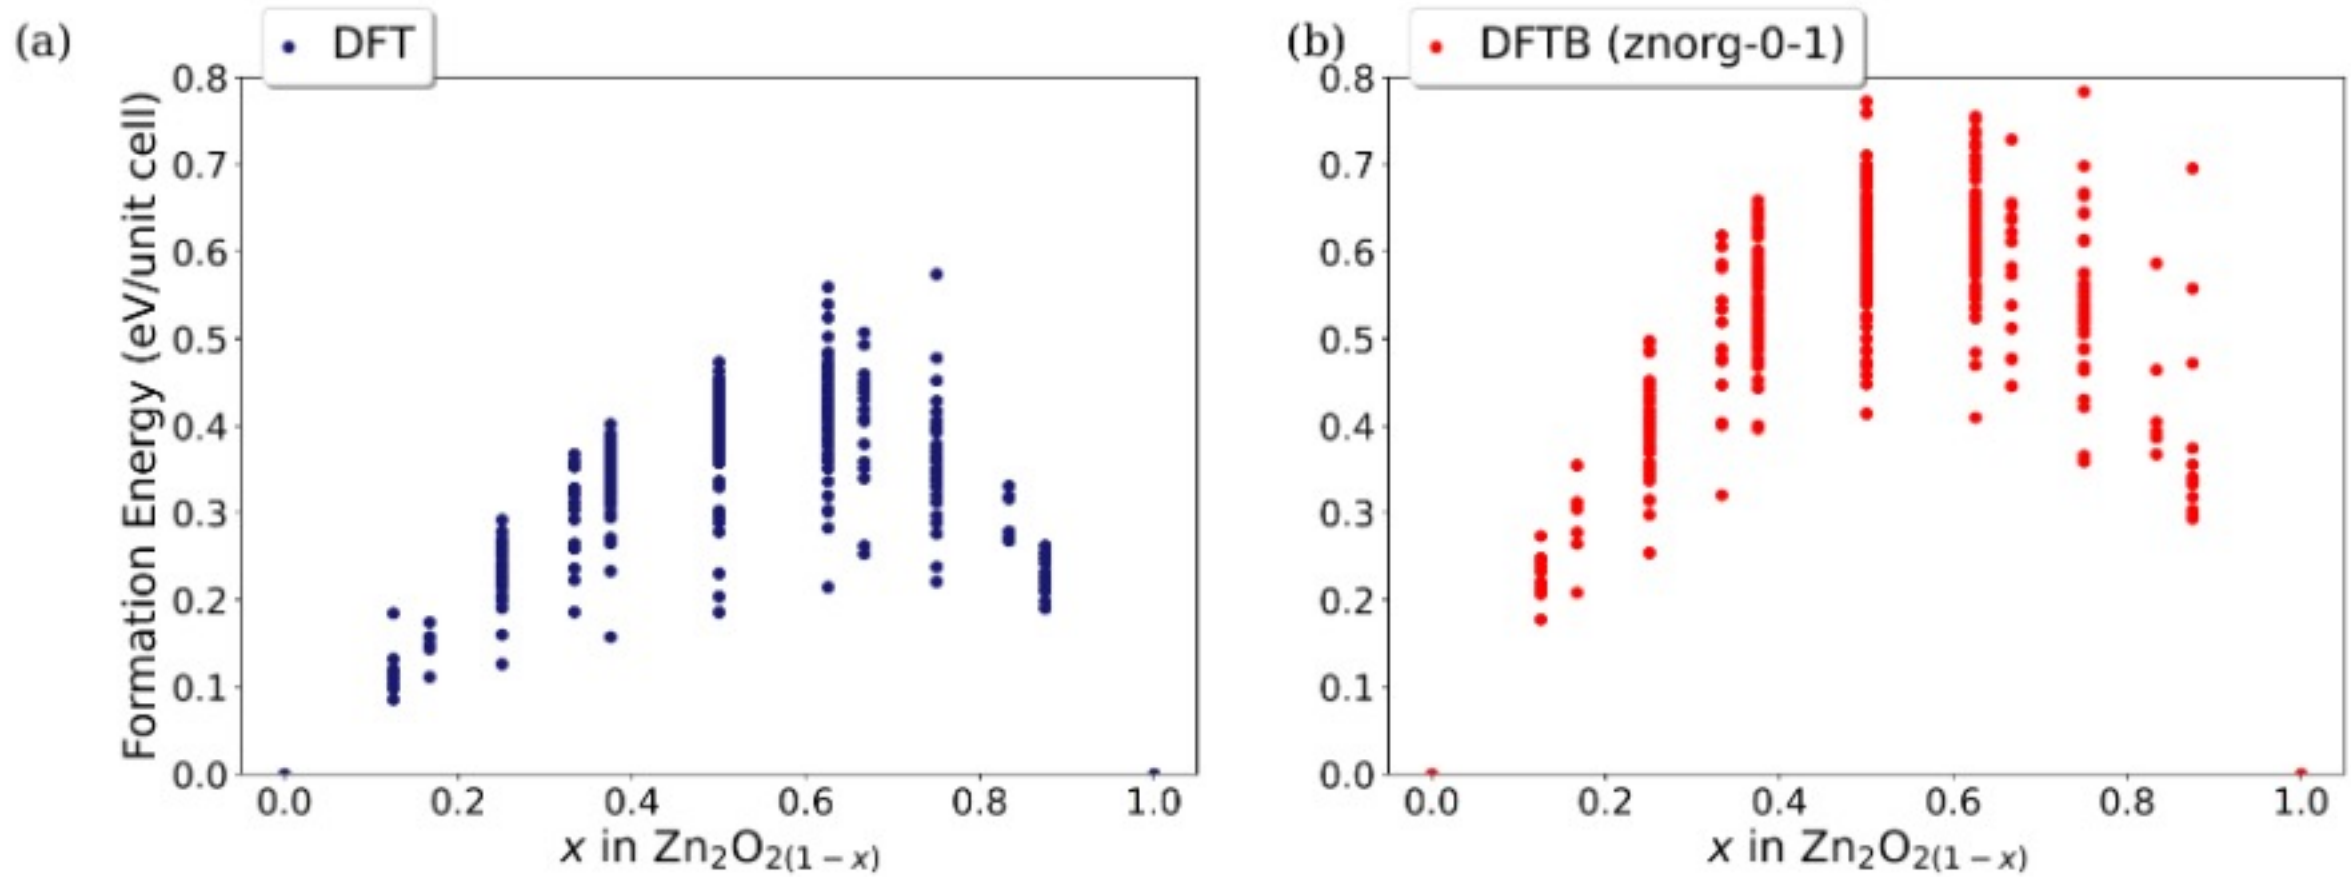 (a)
DFT
Formation Energy (eV/unit cell)
0.8
0.7
0.6
0.5
0.4
0.3
0.2
0.1
0.0
0.0 0.2 0.4 0.6 0.8 1.0
x in Zn₂O₂₍₁ ₋ ₓ₎
(b)
DFTB (znorg-0-1)
0.8
0.7
0.6
0.5
0.4
0.3
0.2
0.1
0.0
0.0 0.2 0.4 0.6 0.8 1.0
x in Zn₂O₂₍₁ ₋ ₓ₎